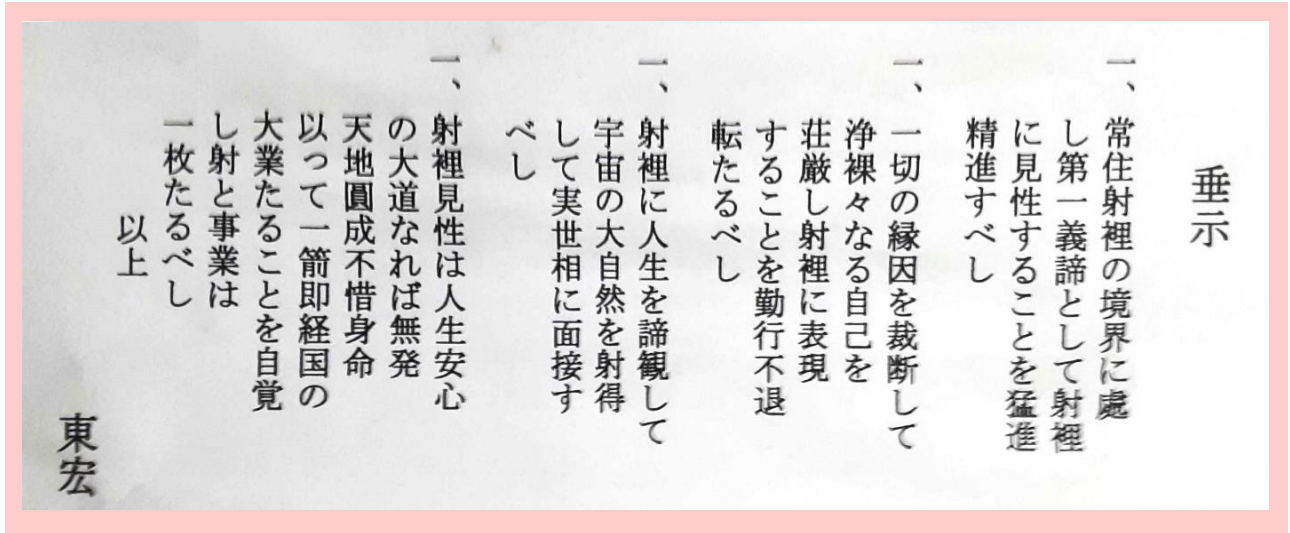 垂示
一、常住射裡の境界に處
し第一義諦として射裡
に見性することを猛進
精進すべし
一、一切の縁因を裁断して
浄裸々なる自己を
荘厳し射裡に表現
することを勤行不退
転たるべし
一、射裡に人生を諦観して
宇宙の大自然を射得
して実世相に面接す
べし
一、射裡見性は人生安心
の大道なれば無発
天地圓成不惜身命
以って一箭即経国の
大業たることを自覚
し射と事業は
一枚たるべし
以上
東宏